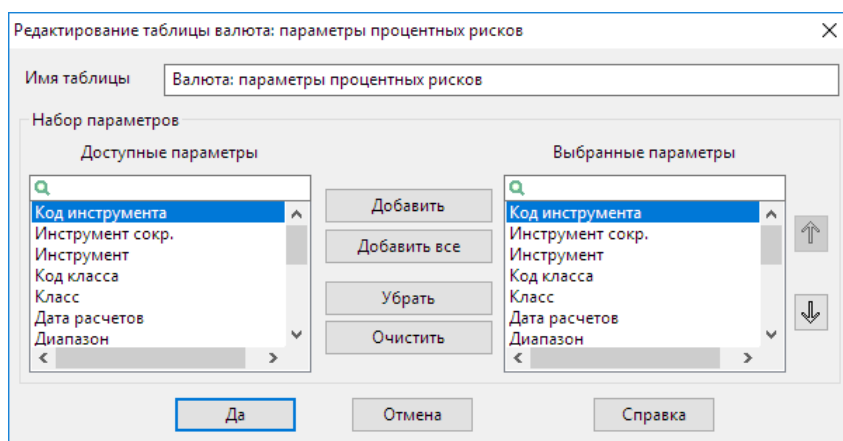 Редактирование таблицы валюта: параметры процентных рисков
Имя таблицы
Валюта: параметры процентных рисков
Набор параметров
Доступные параметры
Код инструмента
Инструмент сокр.
Инструмент
Код класса
Класс
Дата расчетов
Диапазон
Добавить
Добавить все
Убрать
Очистить
Выбранные параметры
Код инструмента
Инструмент сокр.
Инструмент
Код класса
Класс
Дата расчетов
Диапазон
Да
Отмена
Справка